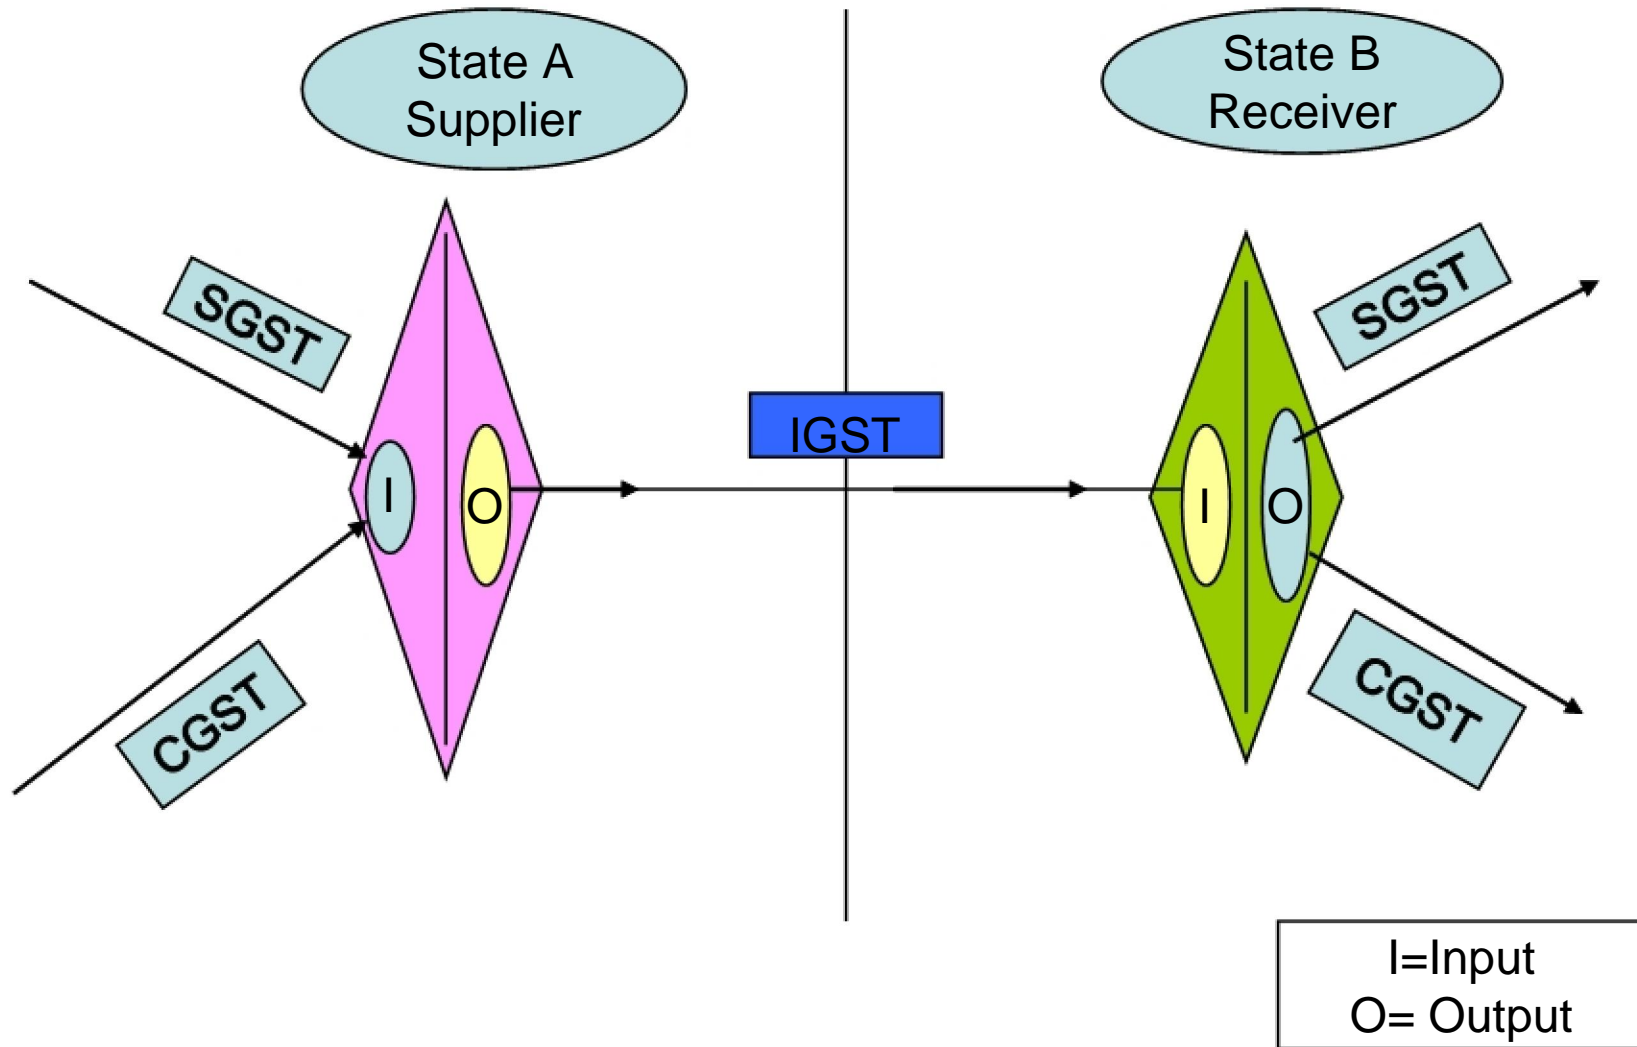 State A
Supplier
State B
Receiver
SGST
SGST
IGST
I
O
I
O
CGST
CGST
I=Input
O= Output